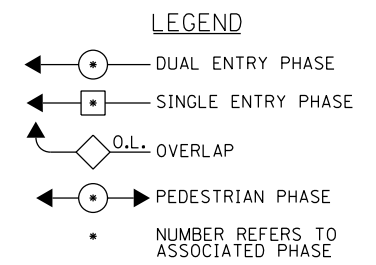 LEGEND
* DUAL ENTRY PHASE
* SINGLE ENTRY PHASE
O.L. OVERLAP
* PEDESTRIAN PHASE
* NUMBER REFERS TO
ASSOCIATED PHASE